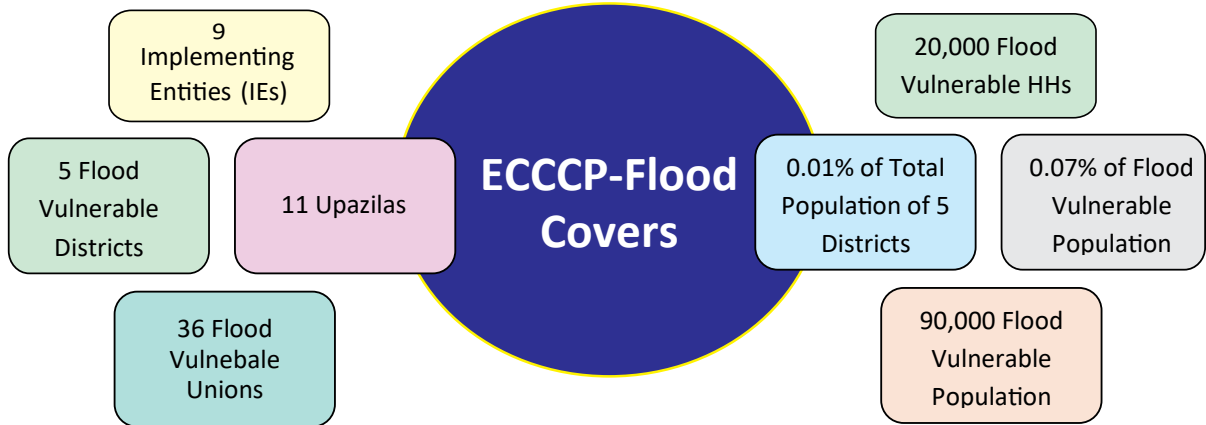 9
Implementing
Entities (IEs)
5 Flood
Vulnerable
Districts
11 Upazilas
36 Flood
Vulnebale
Unions
ECCCP-Flood
Covers
20,000 Flood
Vulnerable HHs
0.01% of Total
Population of 5
Districts
0.07% of Flood
Vulnerable
Population
90,000 Flood
Vulnerable
Population